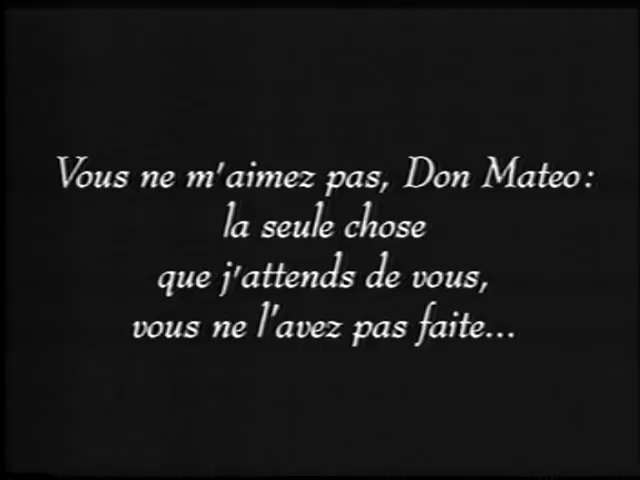 Vous ne m'aimez pas, Don Mateo:
la seule chose
que j'attends de vous,
vous ne l'avez pas faite...